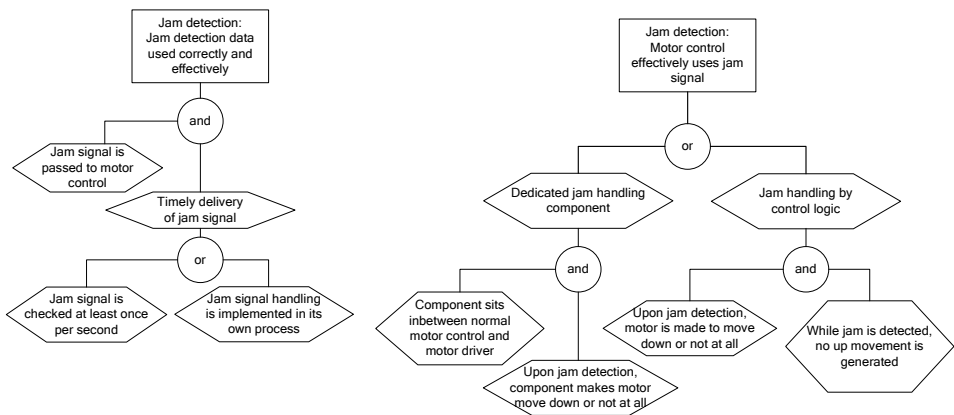 Jam detection:
Jam detection data
used correctly and
effectively
and
Jam signal is
passed to motor
control
Timely delivery
of jam signal
or
Jam signal is
checked at least once
per second
Jam signal handling
is implemented in its
own process
Jam detection:
Motor control
effectively uses jam
signal
or
Dedicated jam handling
component
Jam handling by
control logic
and
and
Component sits
inbetween normal
motor control and
motor driver
Upon jam detection,
component makes motor
move down or not at all
Upon jam detection,
motor is made to move
down or not at all
While jam is detected,
no up movement is
generated